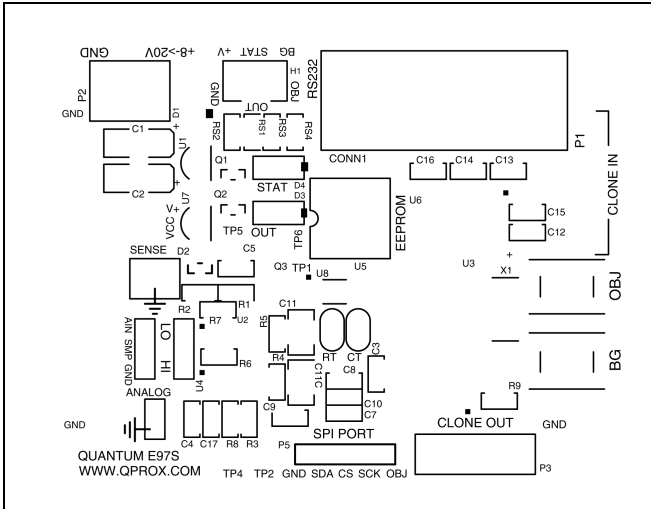 GND
+8->20V
+V
STAT
BG
H1
GND
OUT
OBJ
RS232
P2
GND
D1
C1
C2
U1
U7
V+
VCC
RS2
RS1
RS3
RS4
Q1
Q2
STAT
D4
D3
OUT
TP5
TP6
CONN1
P1
CLONE IN
C16
C14
C13
C15
C12
EEPROM
U6
U5
SENSE
D2
C5
Q3
TP1
U8
U3
+
X1
OBJ
R2
R1
R7
U2
R6
U4
AIN
SMP
GND
LO
HI
C11
R5
R4
C11C
RT
CT
C3
C8
C10
C7
C9
BG
R9
ANALOG
GND
C4
C17
R8
R3
SPI PORT
P5
CLONE OUT
GND
P3
QUANTUM E97S
WWW.QPROX.COM
TP4 TP2 GND SDA CS SCK OBJ